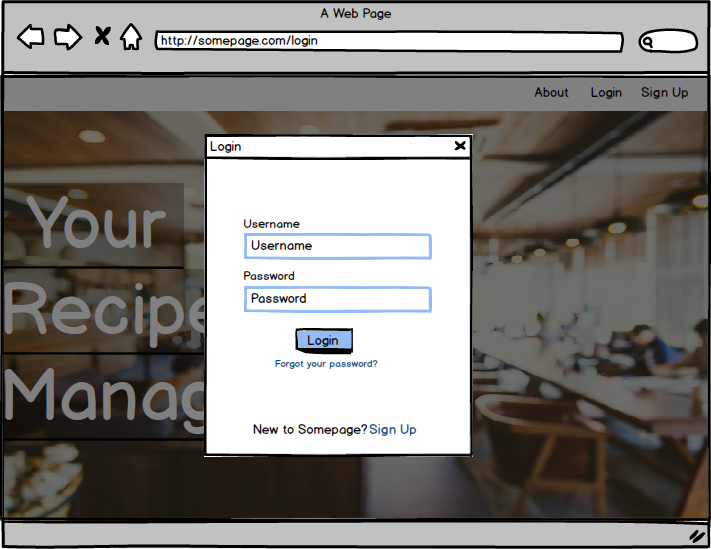 A Web Page
http://somepage.com/login
About Login Sign Up
Login
Your
Recipe
Manag
Username
Username
Password
Password
Login
Forgot your password?
New to Somepage? Sign Up